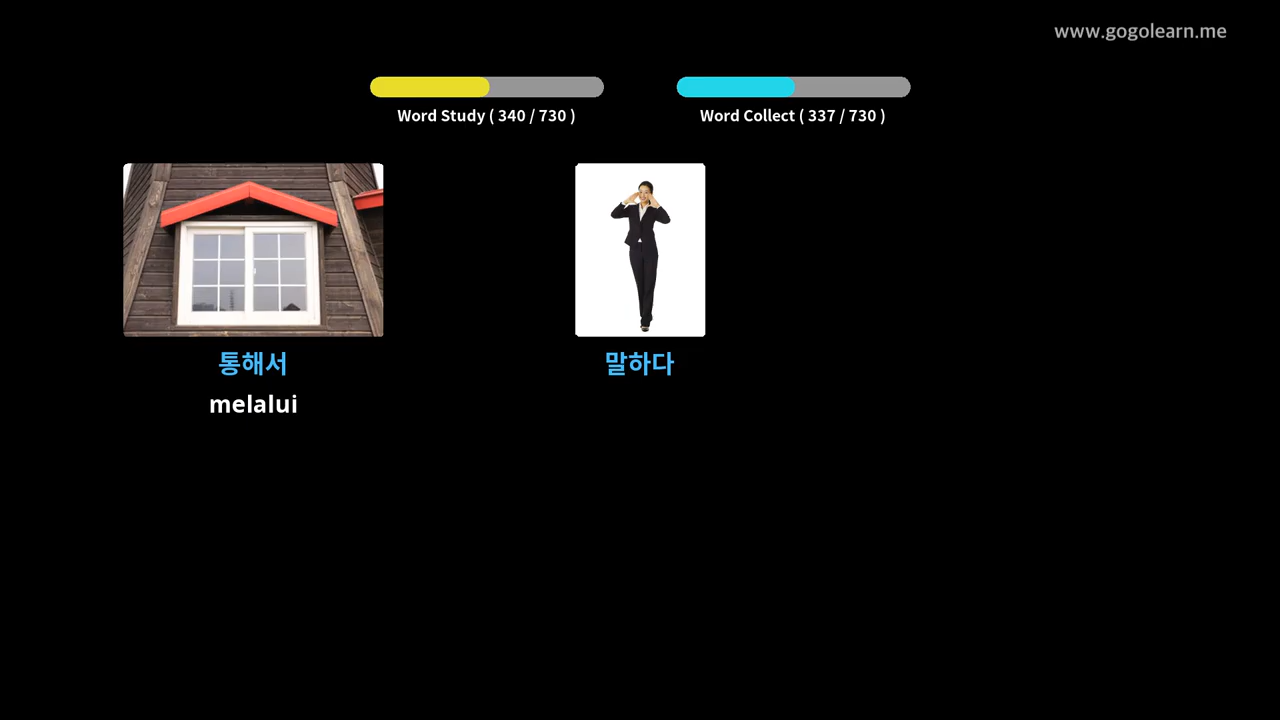 www.gogolearn.me
Word Study ( 340 / 730 )
Word Collect ( 337 / 730 )
통해서
말하다
melalui